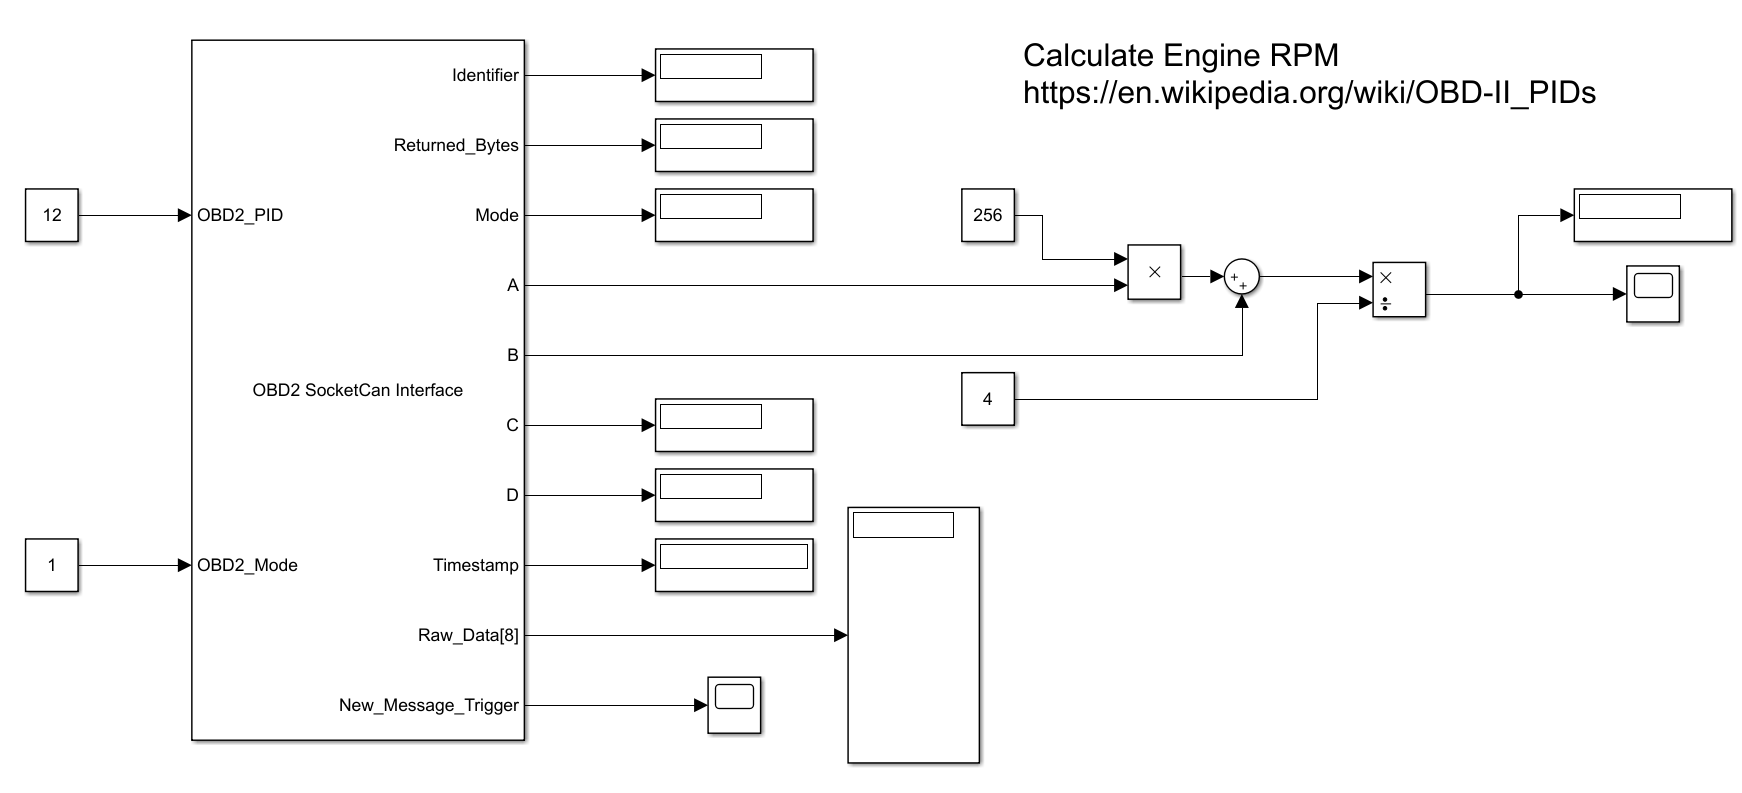 Calculate Engine RPM
https://en.wikipedia.org/wiki/OBD-II_PIDs
Identifier
Returned_Bytes
12
OBD2_PID
Mode
256
A
×
+
+
×
÷
B
OBD2 SocketCan Interface
4
C
D
1
OBD2_Mode
Timestamp
Raw_Data[8]
New_Message_Trigger